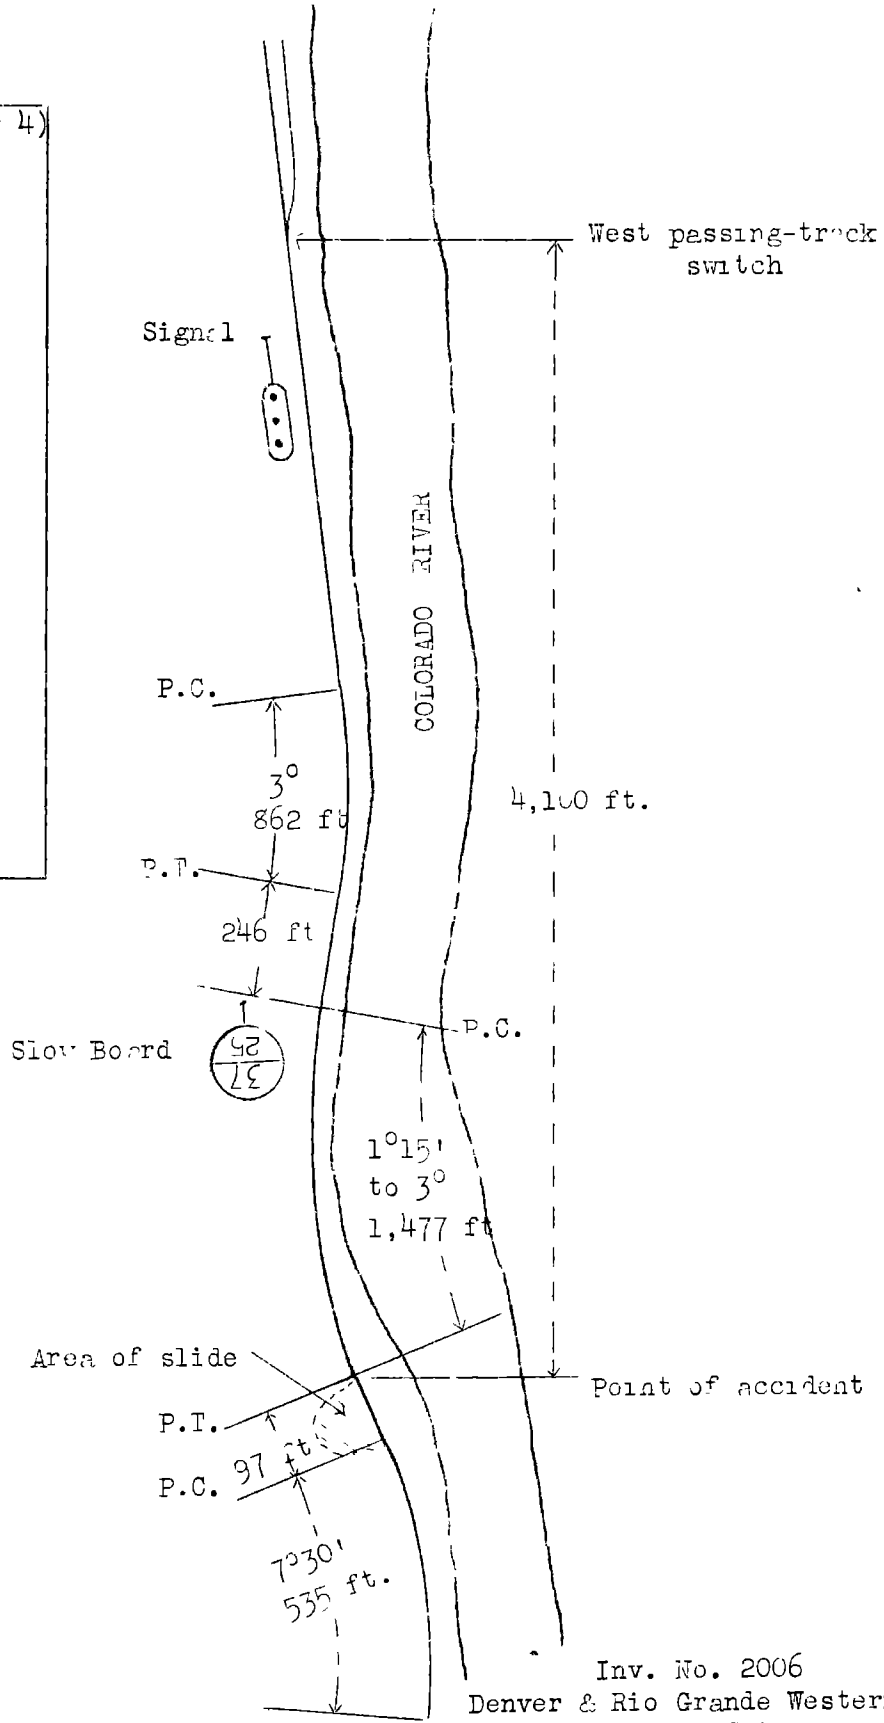 4)
West passing-track
switch
Signal
COLORADO RIVER
P.C.
3°
862 ft
4,100 ft.
P.T.
246 ft
P.C.
Slow Board
37
25
1°15'
to 3°
1,477 ft
Area of slide
Point of accident
P.T.
97 ft
P.C.
7°30'
535 ft.
Inv. No. 2006
Denver & Rio Grande Wester